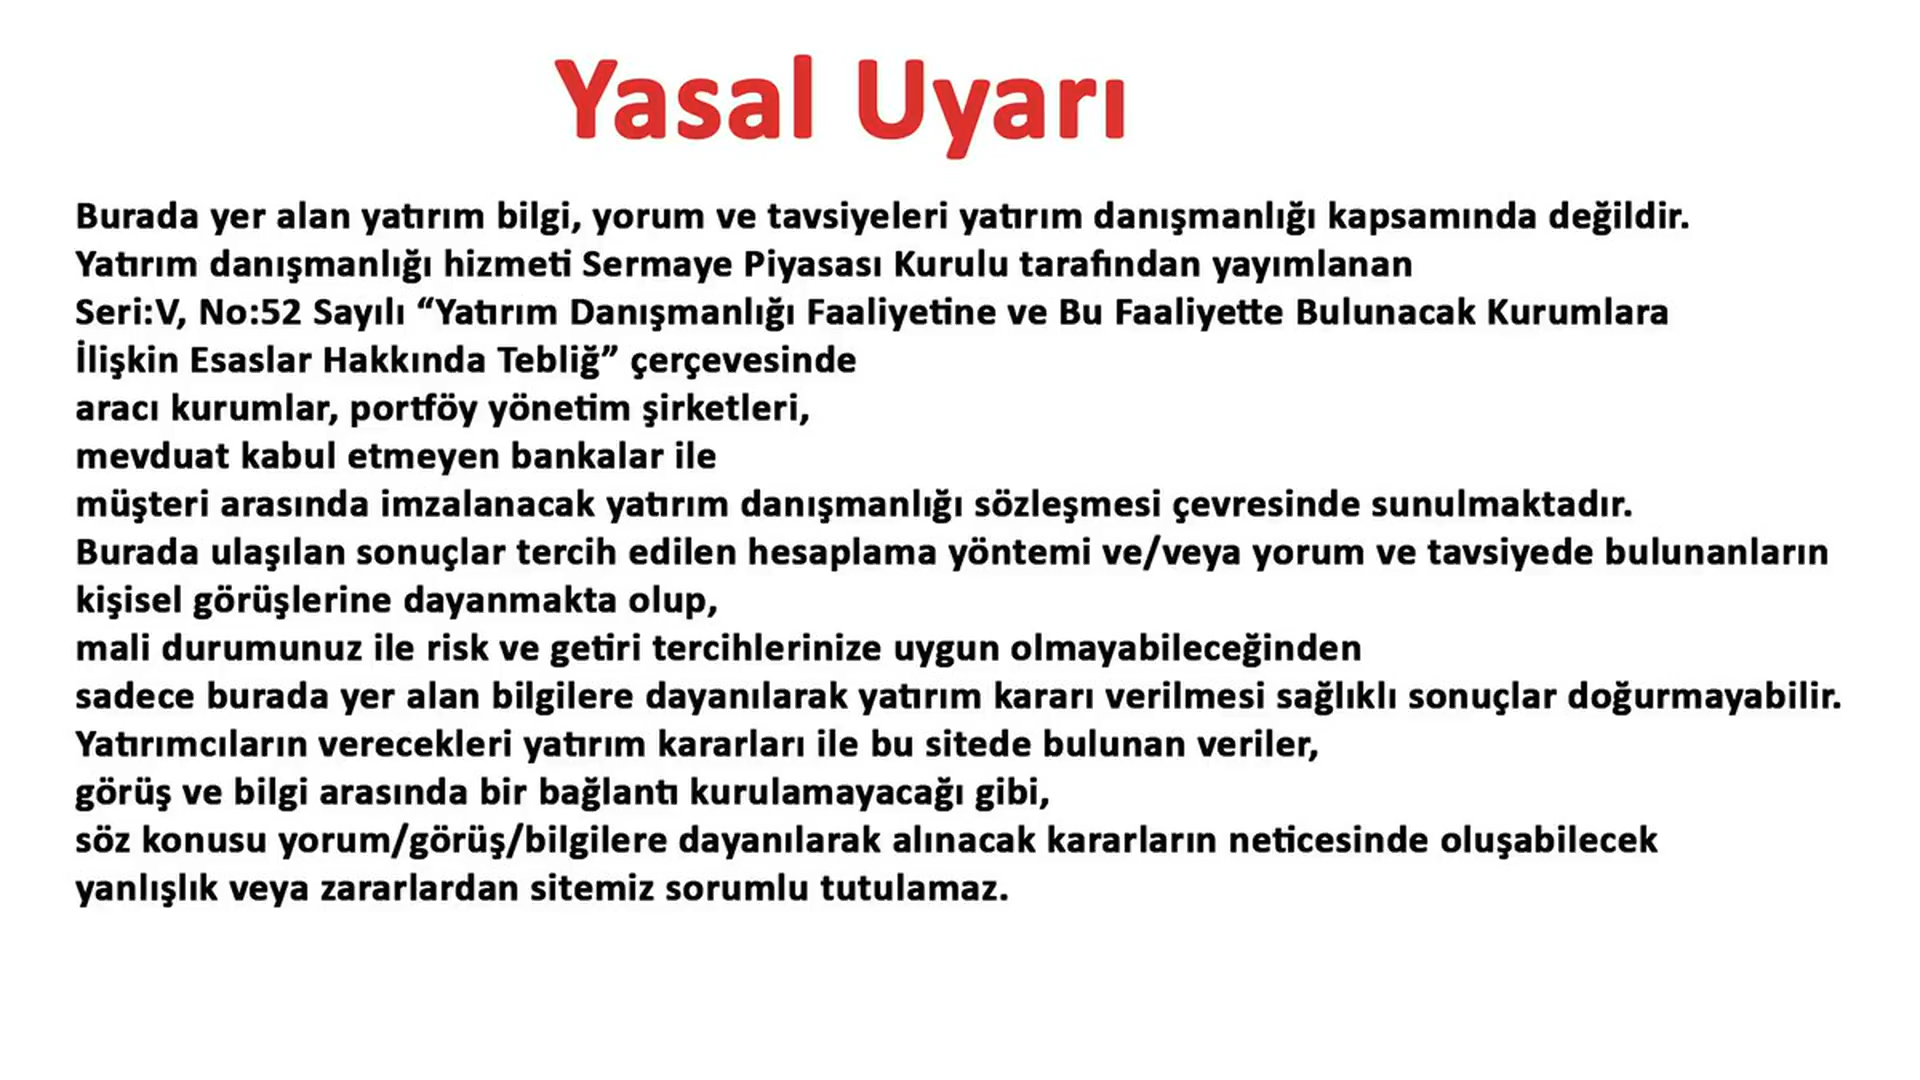 Yasal Uyarı
Burada yer alan yatırım bilgi, yorum ve tavsiyeleri yatırım danışmanlığı kapsamında değildir.
Yatırım danışmanlığı hizmeti Sermaye Piyasası Kurulu tarafından yayımlanan
Seri:V, No:52 Sayılı “Yatırım Danışmanlığı Faaliyetine ve Bu Faaliyette Bulunacak Kurumlara
İlişkin Esaslar Hakkında Tebliğ” çerçevesinde
aracı kurumlar, portföy yönetim şirketleri,
mevduat kabul etmeyen bankalar ile
müşteri arasında imzalanacak yatırım danışmanlığı sözleşmesi çevresinde sunulmaktadır.
Burada ulaşılan sonuçlar tercih edilen hesaplama yöntemi ve/veya yorum ve tavsiyede bulunanların
kişisel görüşlerine dayanmakta olup,
mali durumunuz ile risk ve getiri tercihlerinize uygun olmayabileceğinden
sadece burada yer alan bilgilere dayanılarak yatırım kararı verilmesi sağlıklı sonuçlar doğurmayabilir.
Yatırımcıların verecekleri yatırım kararları ile bu sitede bulunan veriler,
görüş ve bilgi arasında bir bağlantı kurulamayacağı gibi,
söz konusu yorum/görüş/bilgilere dayanılarak alınacak kararların neticesinde oluşabilecek
yanlışlık veya zararlardan sitemiz sorumlu tutulamaz.